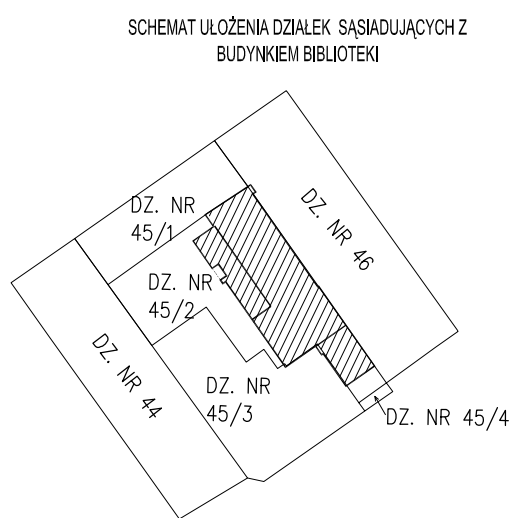 SCHEMAT UŁOŻENIA DZIAŁEK SĄSIADUJĄCYCH Z
BUDYNKIEM BIBLIOTEKI
DZ. NR
45/1
DZ. NR 46
DZ. NR
45/2
DZ. NR 44
DZ. NR
45/3
DZ. NR 45/4